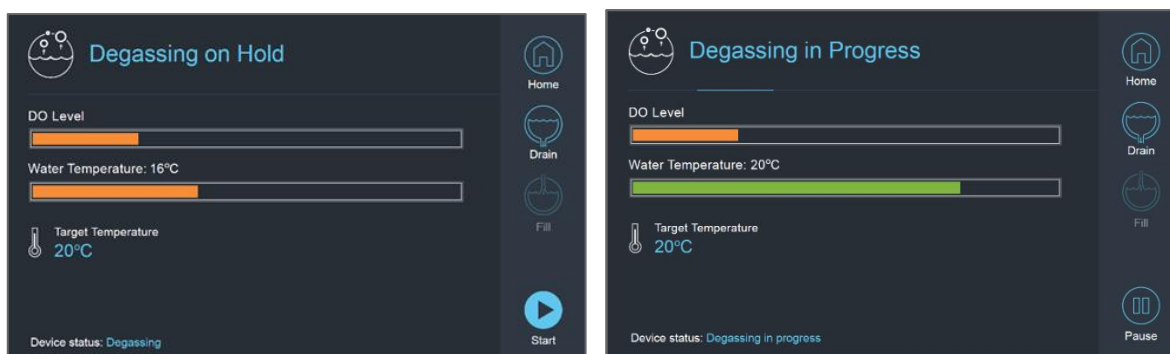 Degassing on Hold
Home
DO Level
Drain
Water Temperature: 16°C
Fill
Target Temperature
20°C
Start
Device status: Degassing
Degassing in Progress
Home
DO Level
Drain
Water Temperature: 20°C
Fill
Target Temperature
20°C
Pause
Device status: Degassing in progress